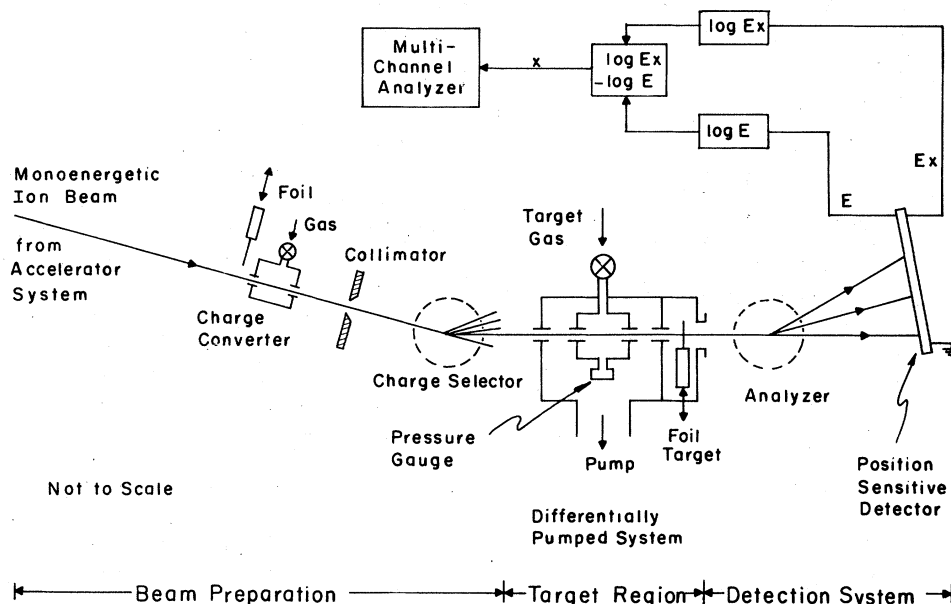 Multi-
Channel
Analyzer
x
log Ex
-log E
log Ex
log E
E
Ex
Monoenergetic
Ion Beam
from
Accelerator
System
Foil
Gas
Charge
Converter
Collimator
Charge Selector
Target
Gas
Pressure
Gauge
Pump
Foil
Target
Analyzer
Position
Sensitive
Detector
Not to Scale
Differentially
Pumped System
Beam Preparation
Target Region
Detection System